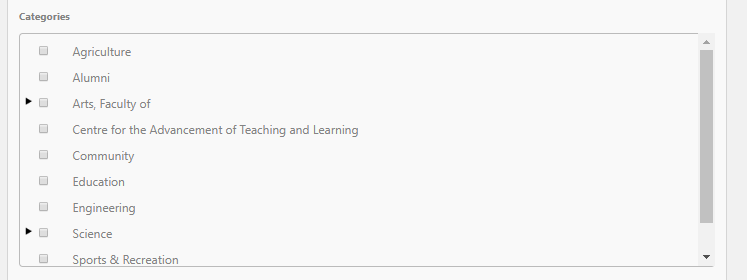 Categories
Agriculture
Alumni
Arts, Faculty of
Centre for the Advancement of Teaching and Learning
Community
Education
Engineering
Science
Sports & Recreation